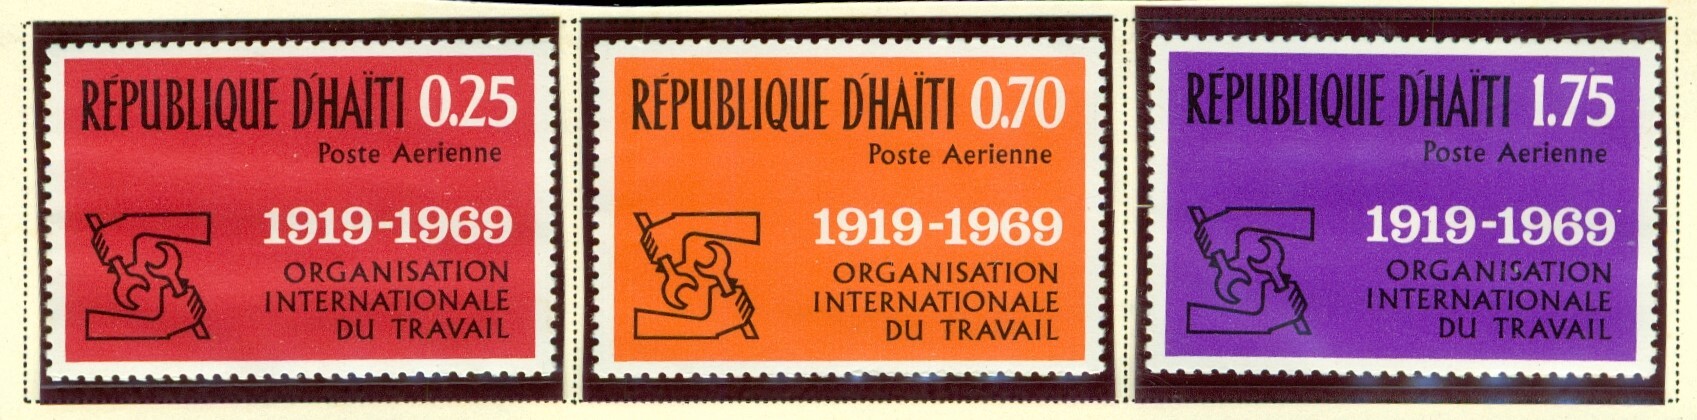 RÉPUBLIQUE D'HAÏTI 0.25
Poste Aerienne
1919-1969
ORGANISATION
INTERNATIONALE
DU TRAVAIL
RÉPUBLIQUE D'HAÏTI 0.70
Poste Aerienne
1919-1969
ORGANISATION
INTERNATIONALE
DU TRAVAIL
RÉPUBLIQUE D'HAÏTI 1.75
Poste Aerienne
1919-1969
ORGANISATION
INTERNATIONALE
DU TRAVAIL